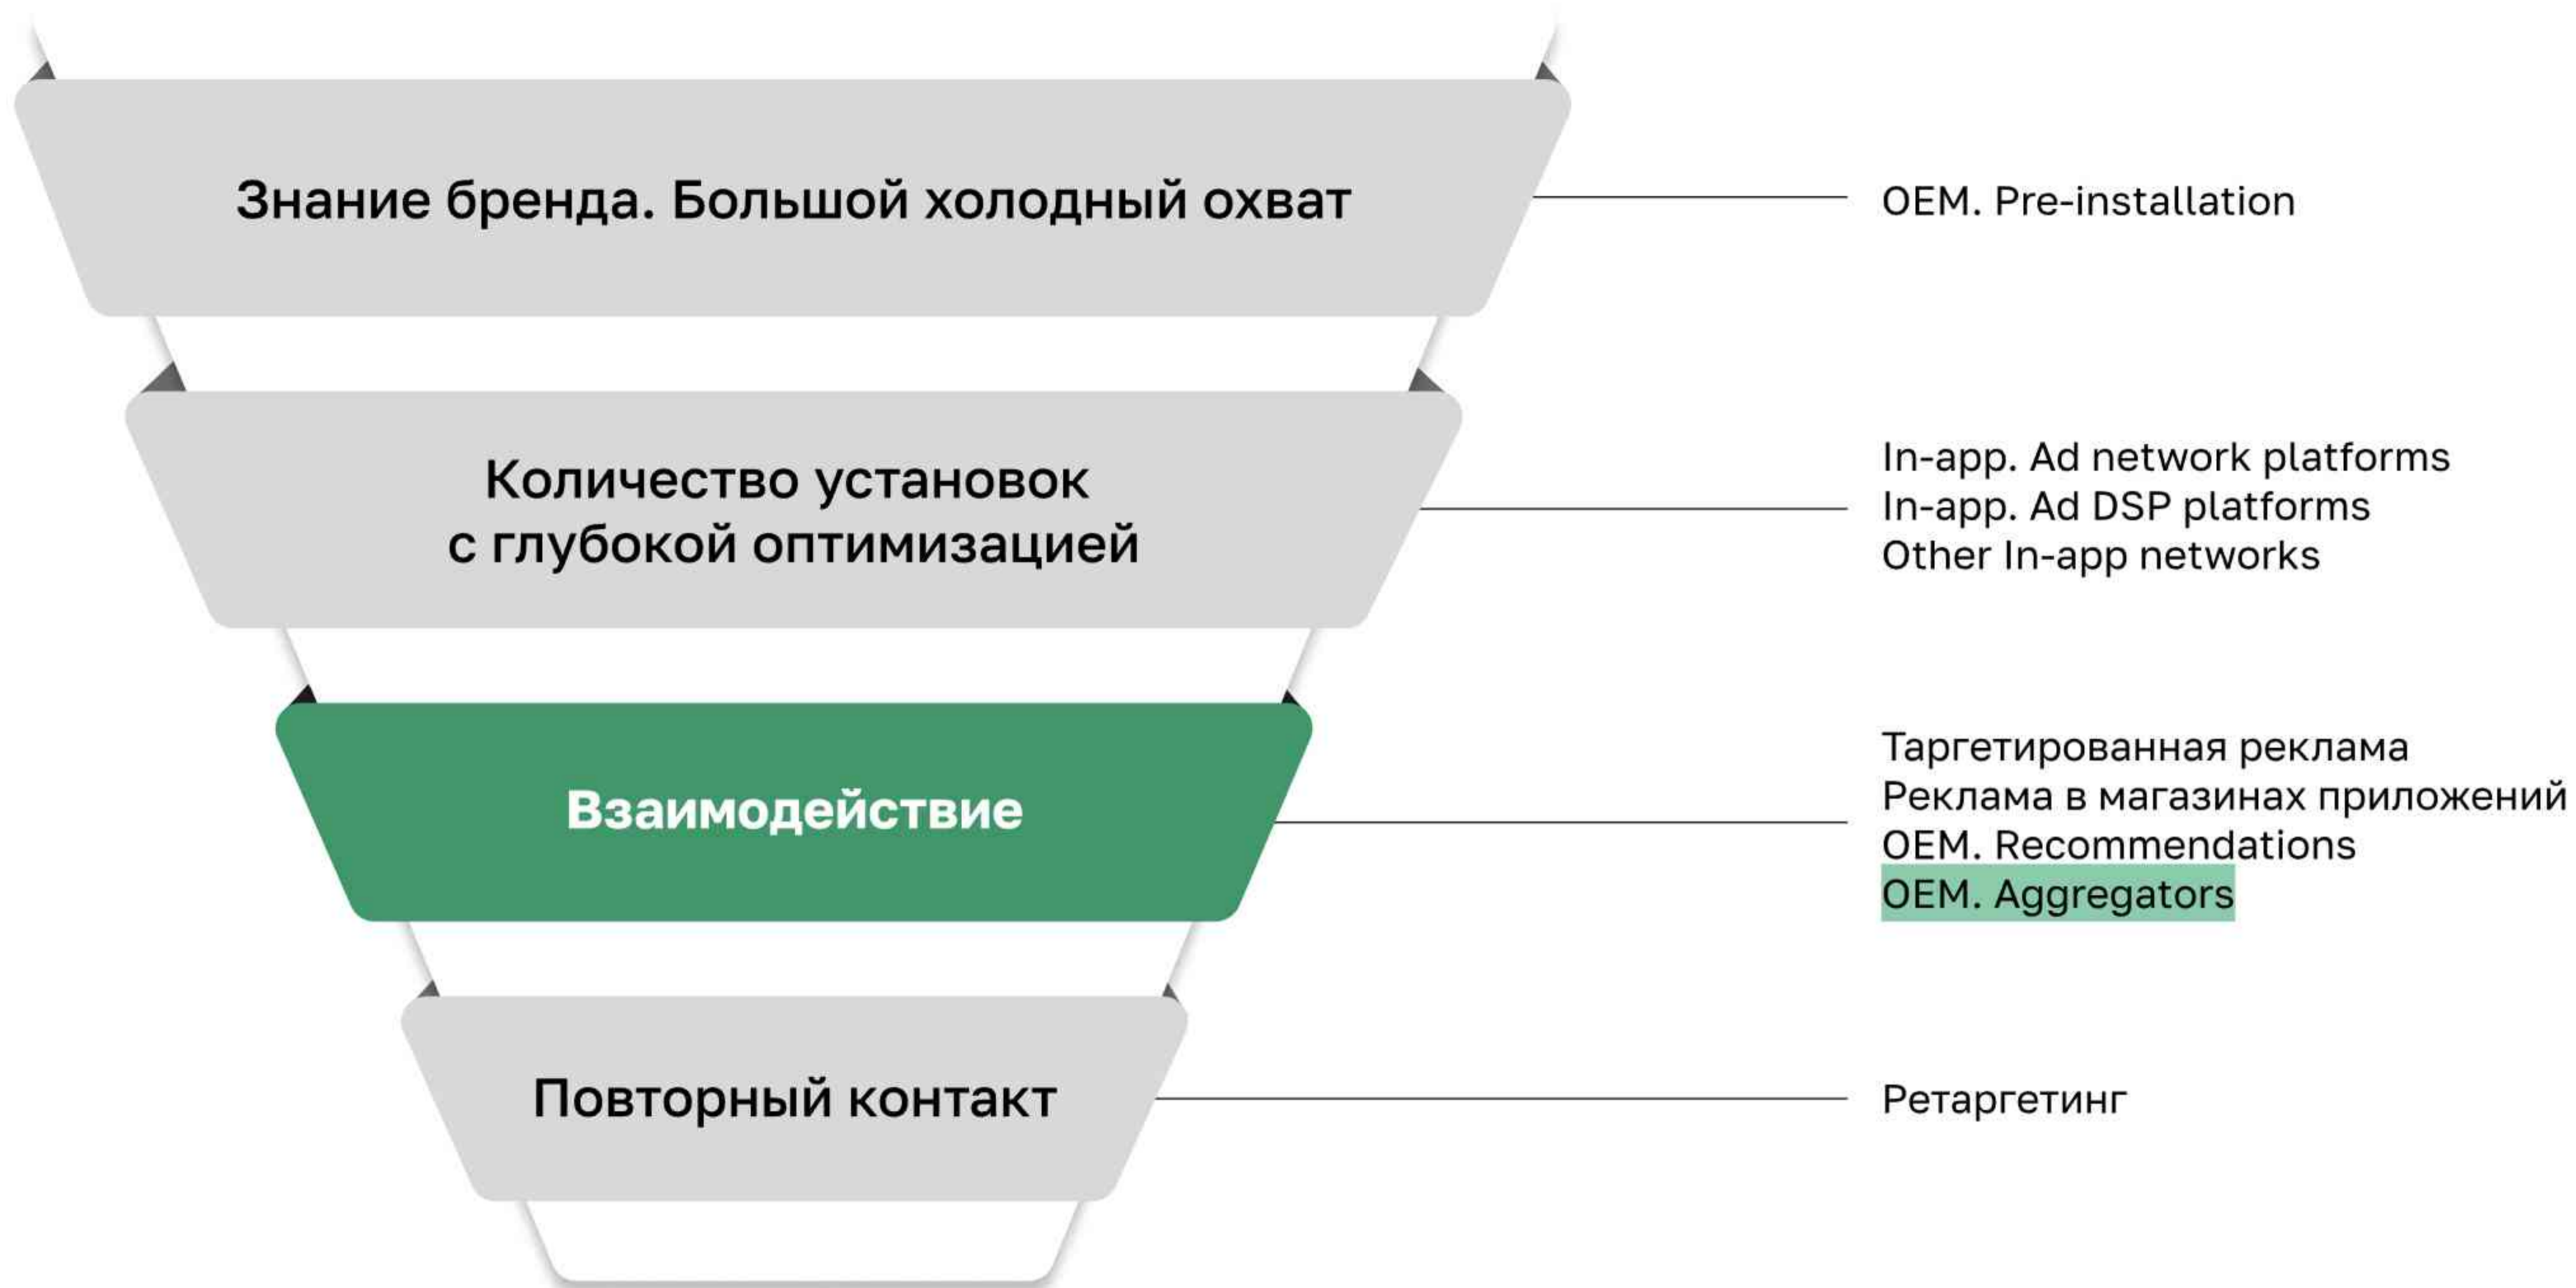 Знание бренда. Большой холодный охват
OEM. Pre-installation
Количество установок
с глубокой оптимизацией
In-app. Ad network platforms
In-app. Ad DSP platforms
Other In-app networks
Взаимодействие
Таргетированная реклама
Реклама в магазинах приложений
OEM. Recommendations
OEM. Aggregators
Повторный контакт
Ретаргетинг